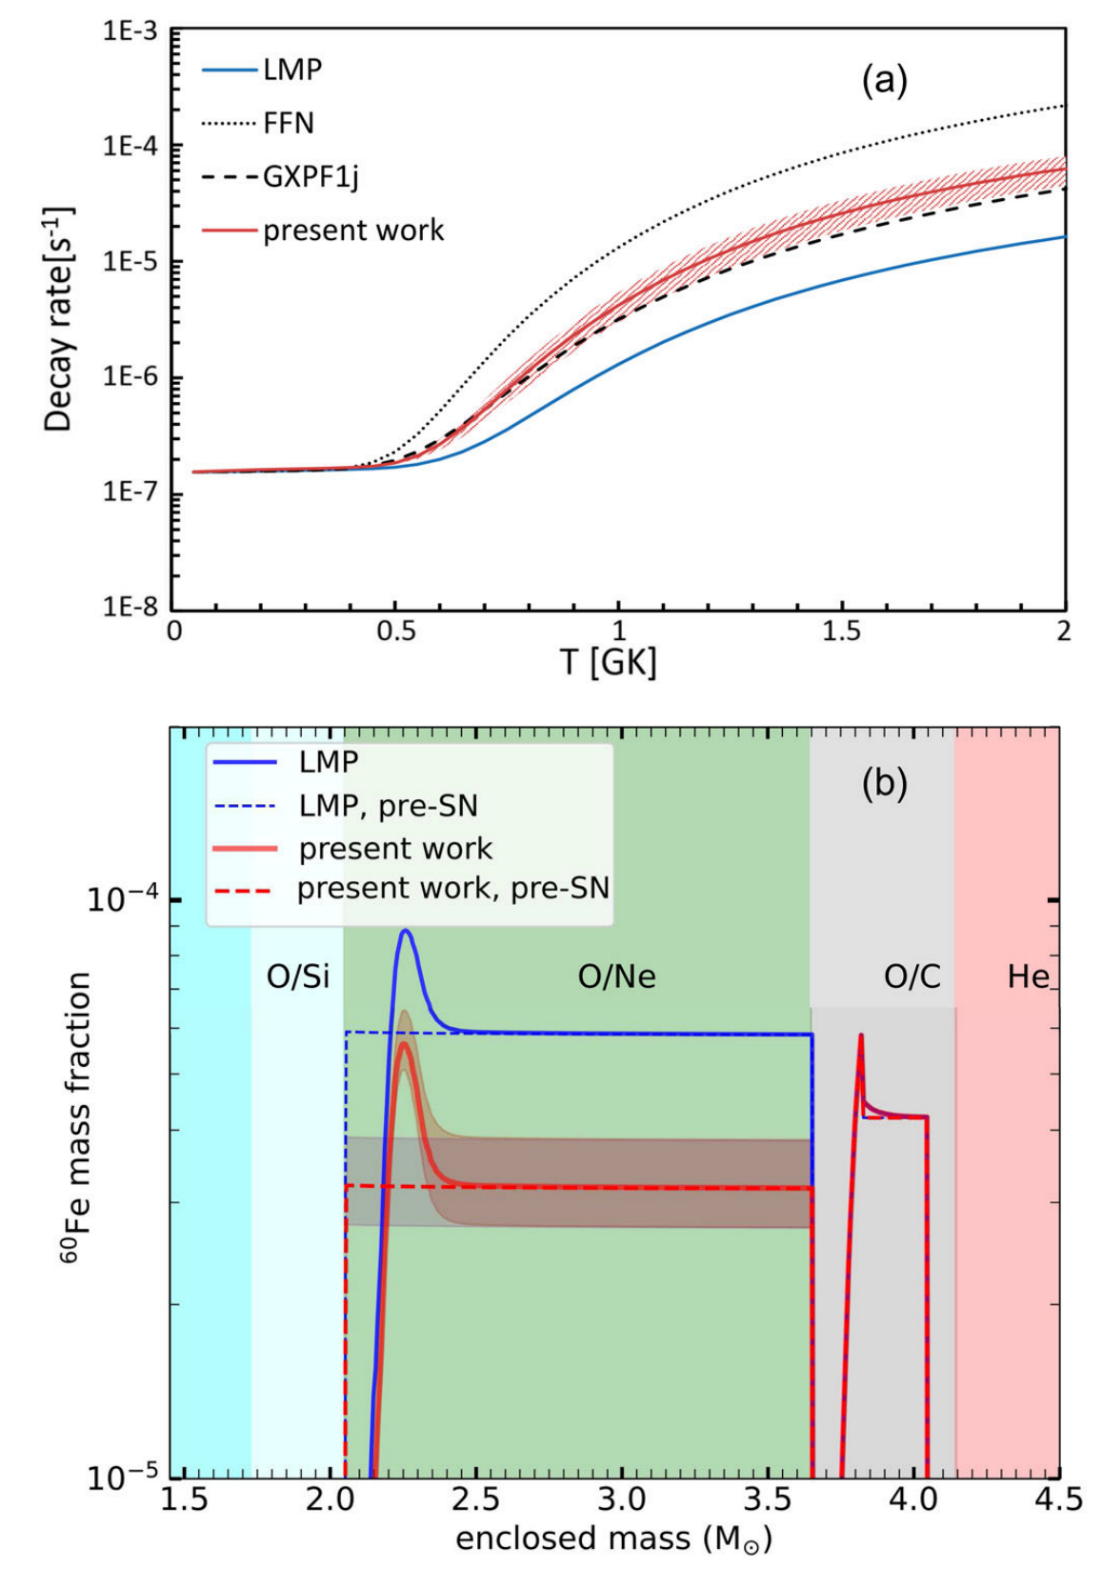 1E-3
LMP
(a)
FFN
1E-4
GXPF1j
present work
1E-5
Decay rate[s⁻¹]
1E-6
1E-7
1E-8
0 0.5 1 1.5 2
T [GK]
LMP
(b)
LMP, pre-SN
present work
present work, pre-SN
10⁻⁴
O/Si O/Ne O/C He
⁶⁰Fe mass fraction
10⁻⁵
1.5 2.0 2.5 3.0 3.5 4.0 4.5
enclosed mass (M☉)